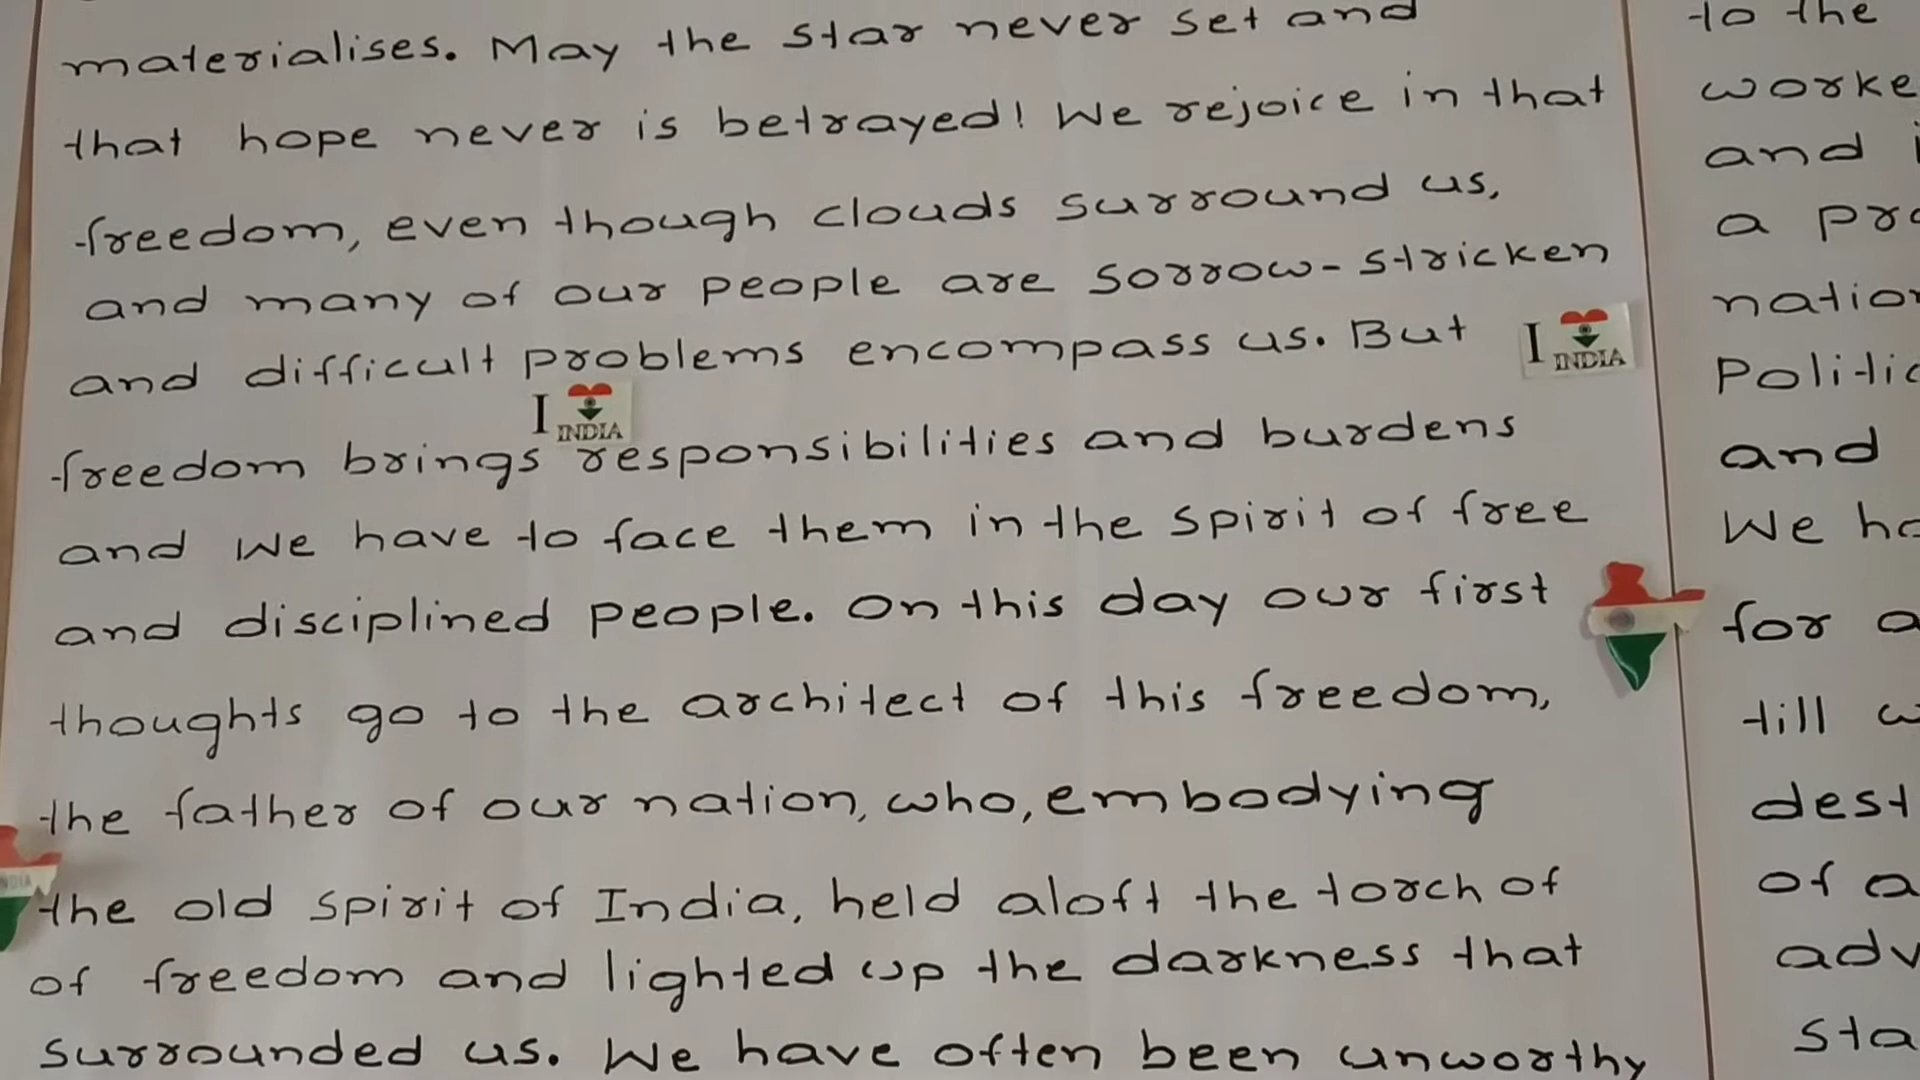 materialises. May the star never set and
that hope never is betrayed! We rejoice in that
freedom, even though clouds surround us,
and many of our people are sorrow-stricken
and difficult problems encompass us. But
I INDIA
I INDIA
freedom brings responsibilities and burdens
and we have to face them in the spirit of free
and disciplined people. On this day our first
thoughts go to the architect of this freedom,
the father of our nation, who, embodying
the old spirit of India, held aloft the torch of
of freedom and lighted up the darkness that
surrounded us. We have often been unworthy
to the
worke
and i
a pro
nation
Politic
and
We ha
for a
till w
dest
of a
adv
sta